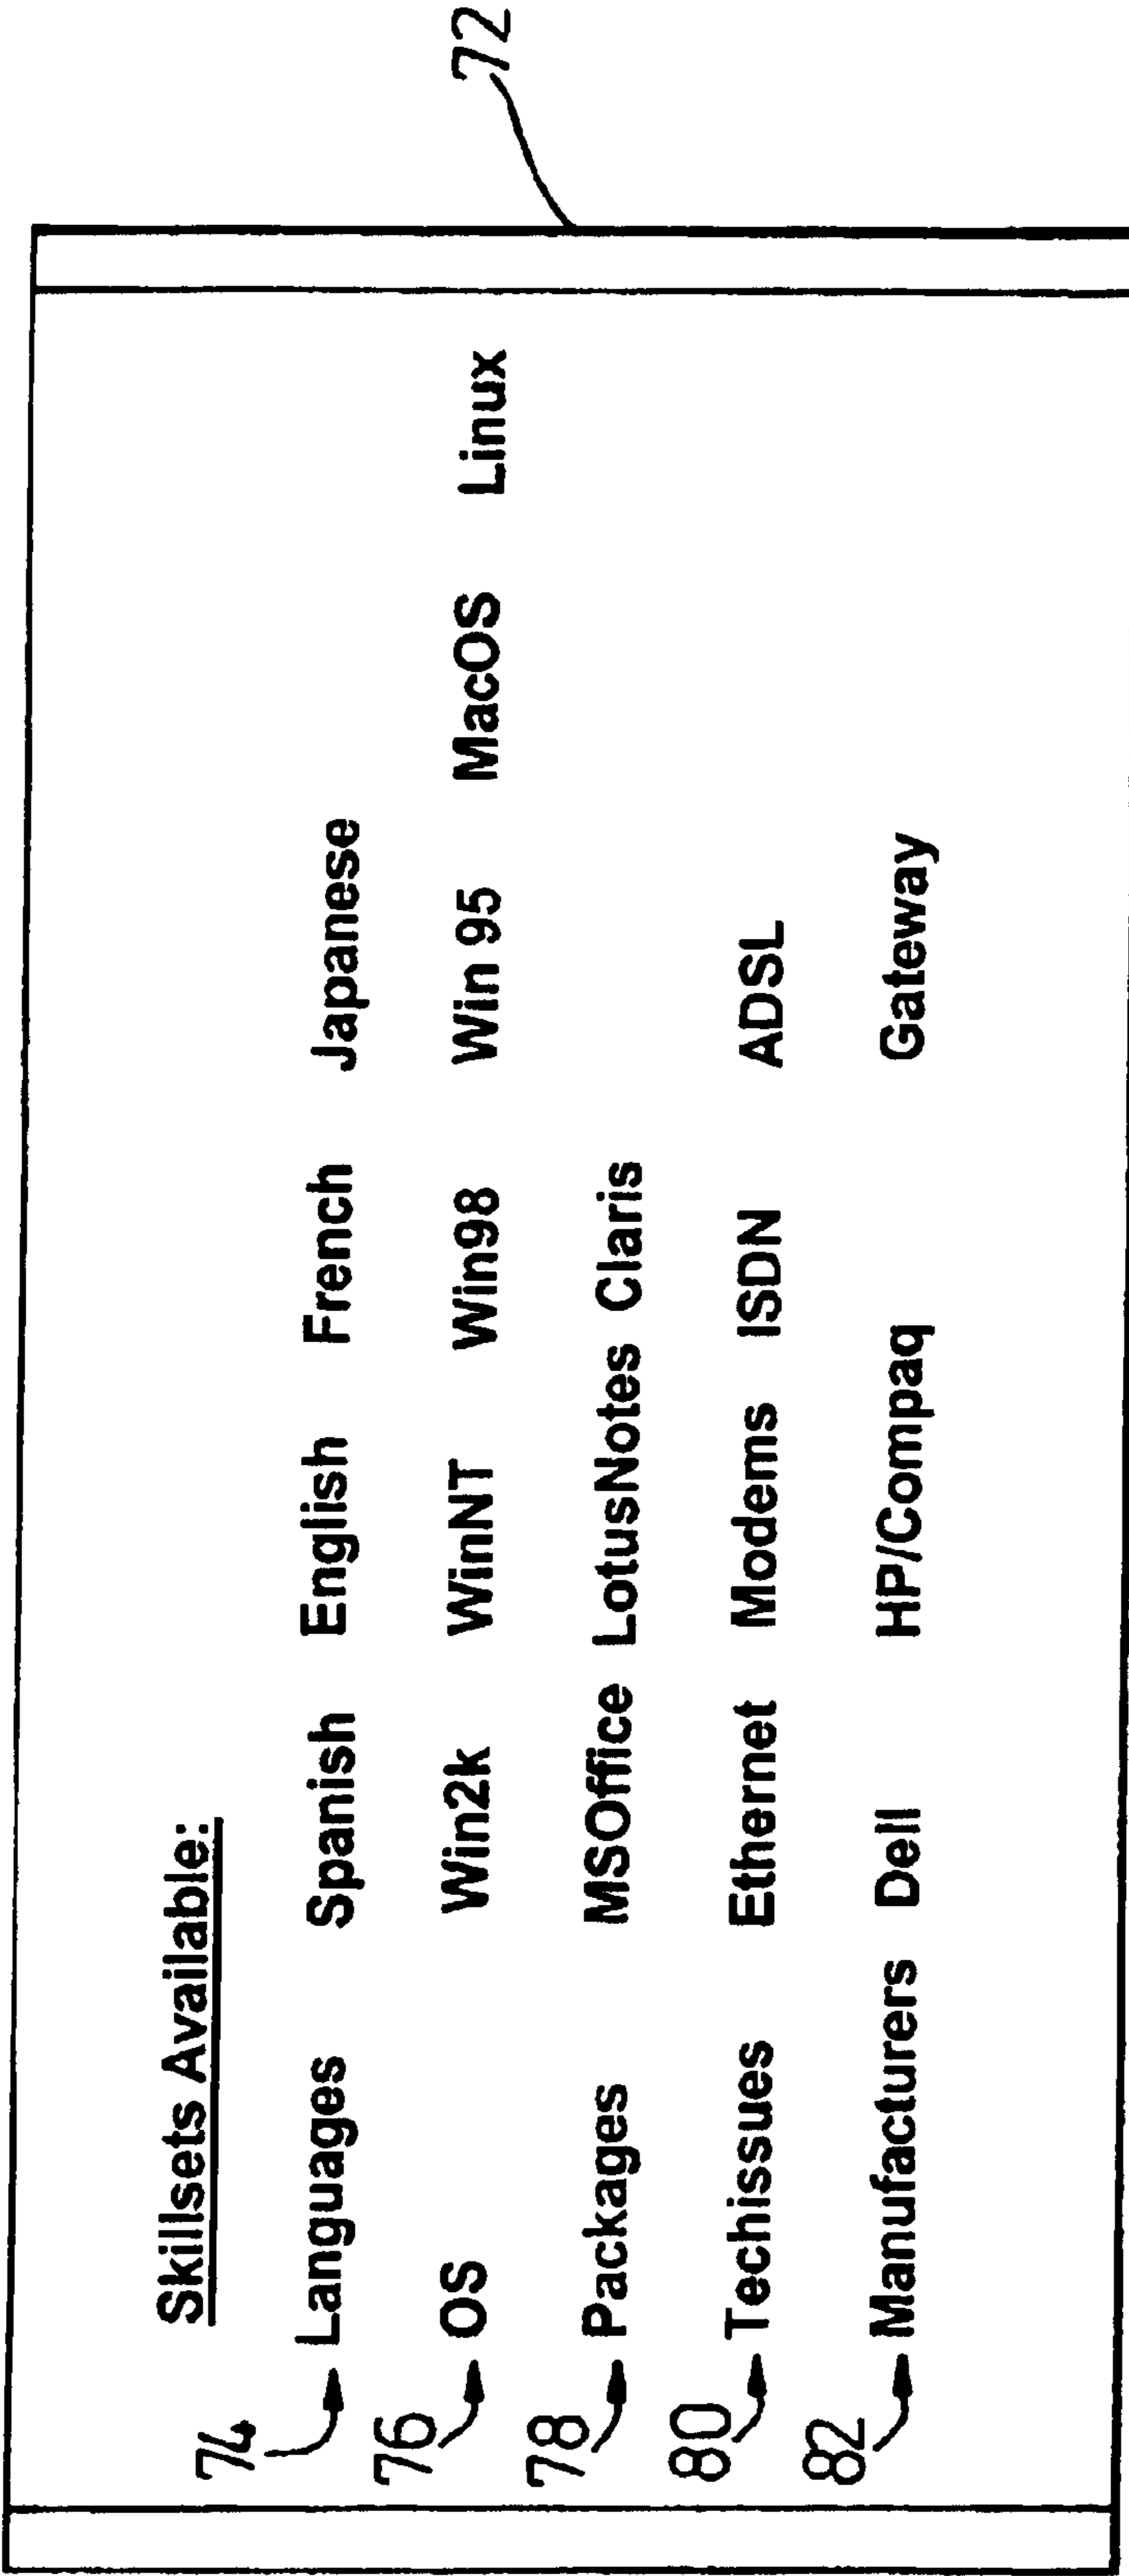 72
Skillsets Available:
74 Languages Spanish English French Japanese
76 OS Win2k WinNT Win98 Win 95 MacOS Linux
78 Packages MSOffice LotusNotes Claris
80 Techissues Ethernet Modems ISDN ADSL
82 Manufacturers Dell HP/Compaq Gateway